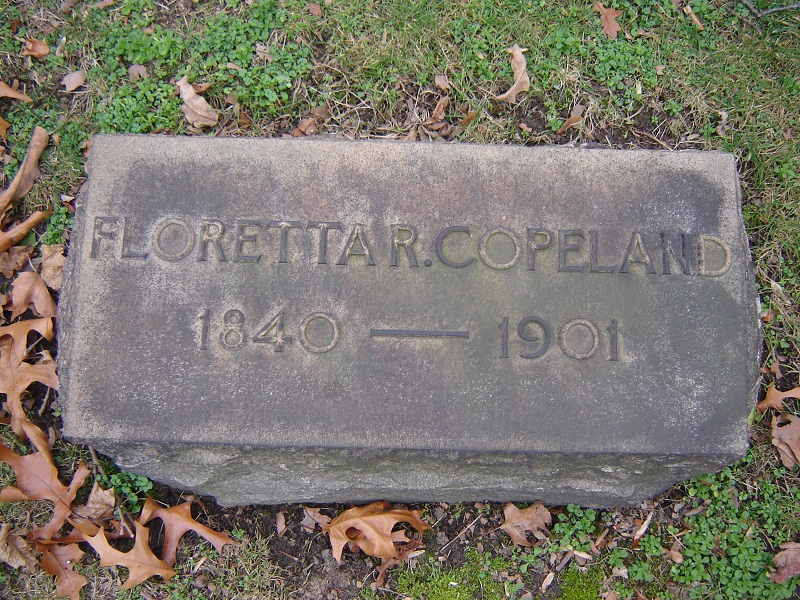 FLORETTA R. COPELAND
1840 — 1901